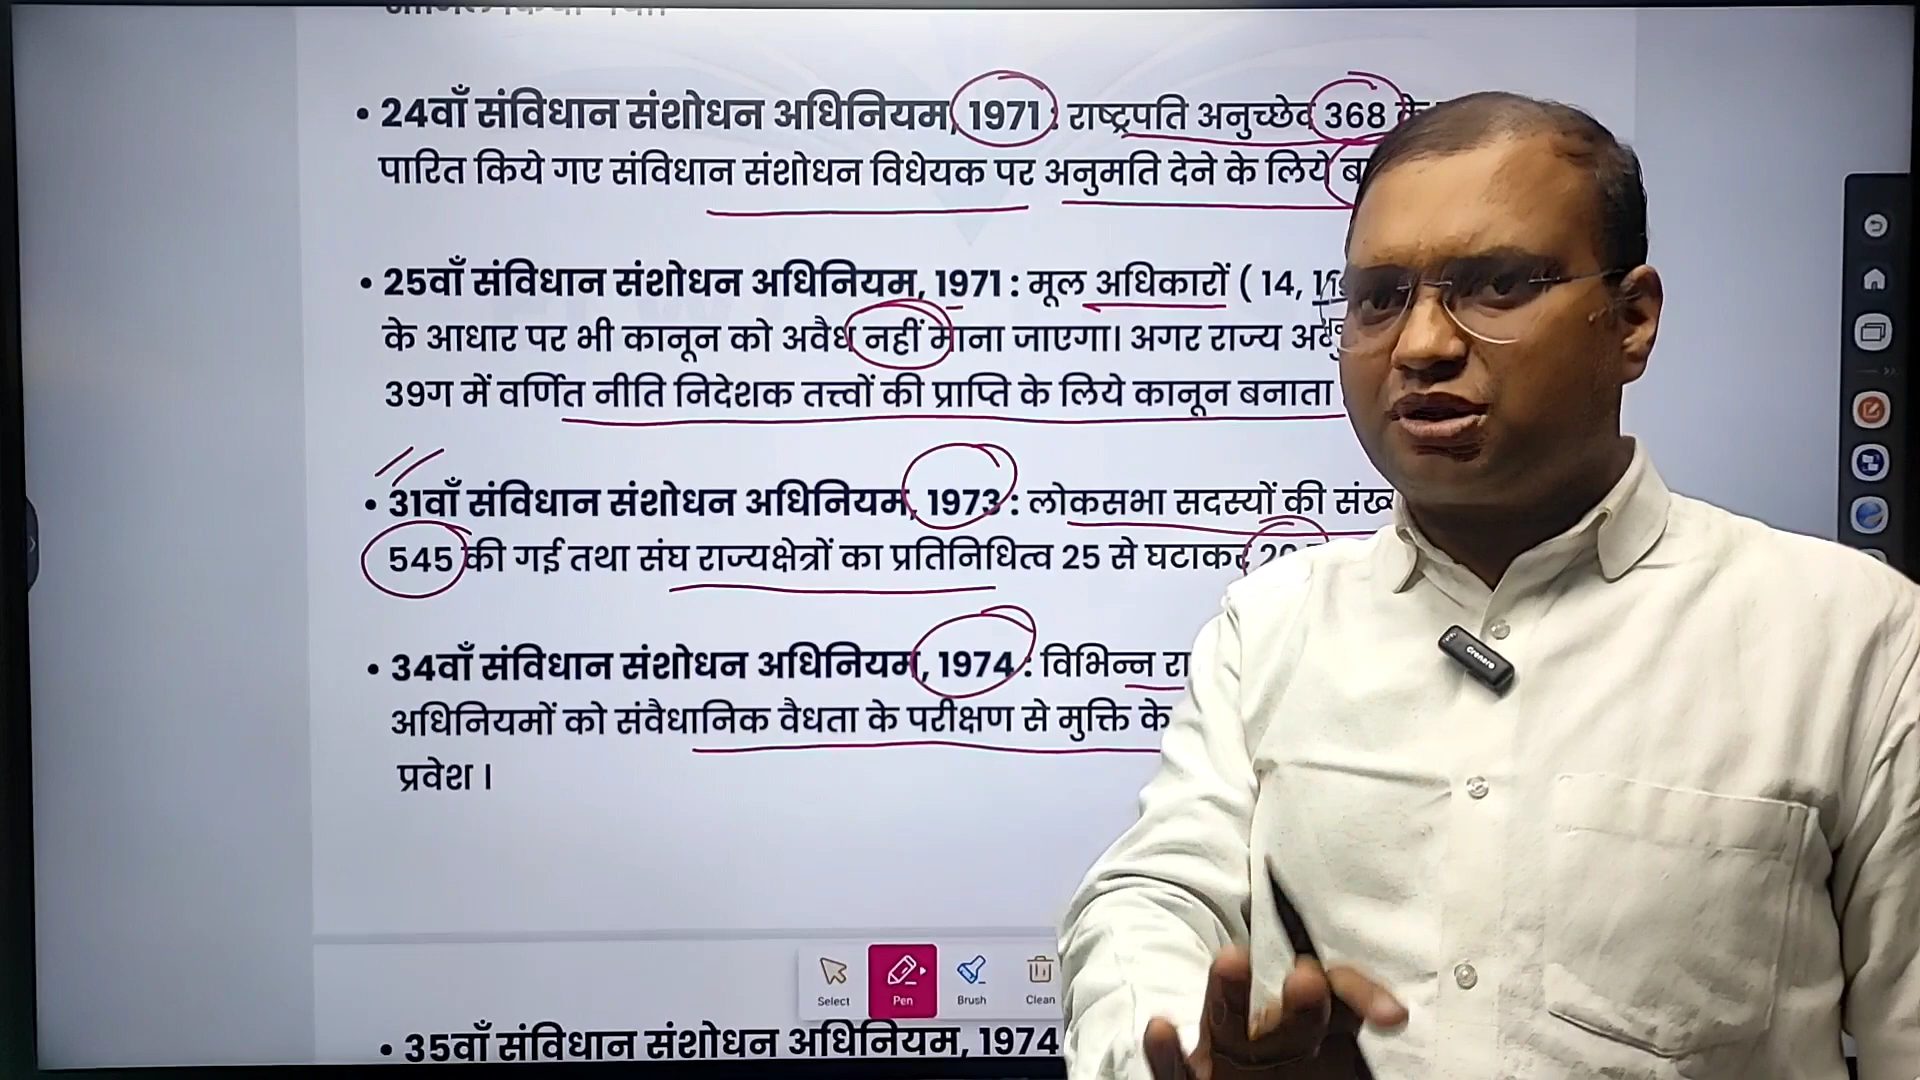 • 24वाँ संविधान संशोधन अधिनियम, 1971 : राष्ट्रपति अनुच्छेद 368 के
पारित किये गए संविधान संशोधन विधेयक पर अनुमति देने के लिये
• 25वाँ संविधान संशोधन अधिनियम, 1971 : मूल अधिकारों ( 14,
के आधार पर भी कानून को अवैध नहीं माना जाएगा। अगर राज्य
39ग में वर्णित नीति निदेशक तत्त्वों की प्राप्ति के लिये कानून बनाता
• 31वाँ संविधान संशोधन अधिनियम, 1973 : लोकसभा सदस्यों की
545 की गई तथा संघ राज्यक्षेत्रों का प्रतिनिधित्व 25 से घटाकर 20
• 34वाँ संविधान संशोधन अधिनियम, 1974 : विभिन्न
अधिनियमों को संवैधानिक वैधता के परीक्षण से मुक्ति के
प्रवेश ।
Select Pen Brush Clean
• 35वाँ संविधान संशोधन अधिनियम, 1974